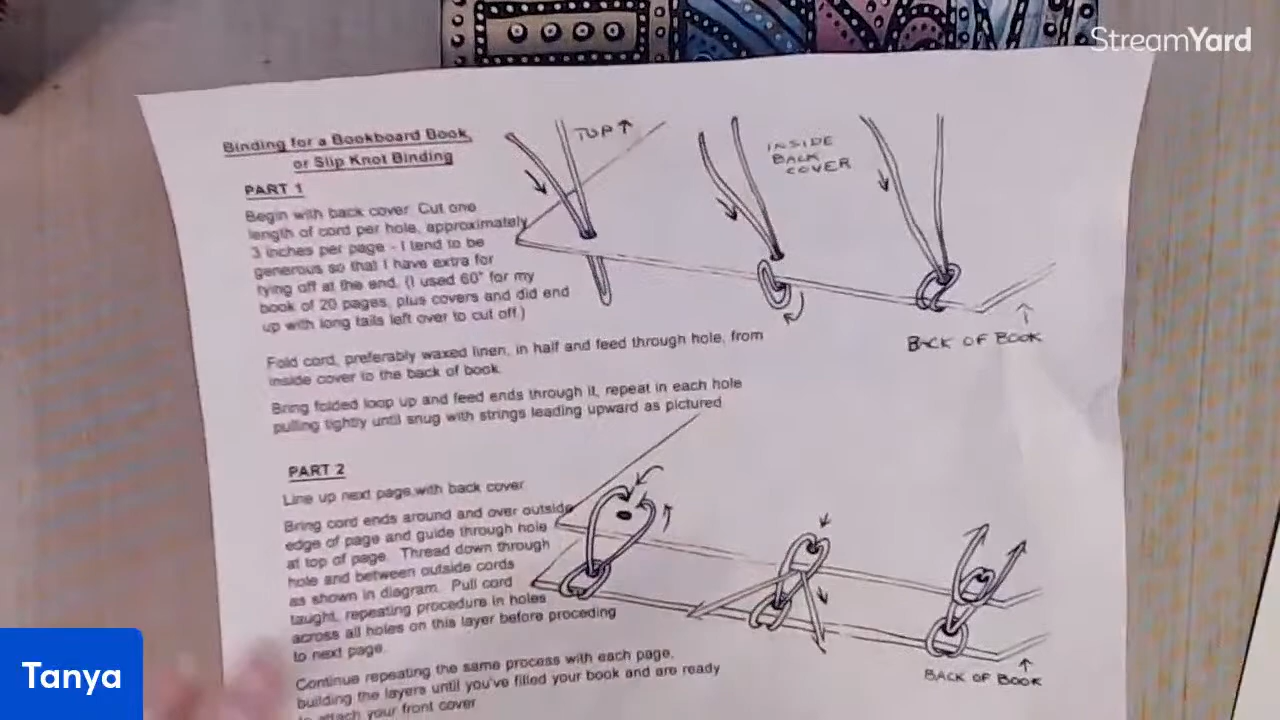 StreamYard
Binding for a Bookboard Book
or Slip Knot Binding
PART 1
Begin with back cover. Cut one
length of cord per hole, approximately
3 inches per page - I tend to be
generous so that I have extra for
tying off at the end. (I used 60" for my
book of 20 pages, plus covers and did end
up with long tails left over to cut off.)
Fold cord, preferably waxed linen, in half and feed through hole, from
inside cover to the back of book.
Bring folded loop up and feed ends through it, repeat in each hole
pulling tightly until snug with strings leading upward as pictured
TOP ↑
INSIDE
BACK
COVER
BACK OF BOOK
PART 2
Line up next page with back cover
Bring cord ends around and over outside
edge of page and guide through hole
at top of page. Thread down through
hole and between outside cords
as shown in diagram. Pull cord
taught, repeating procedure in holes
across all holes on this layer before proceding
to next page.
Continue repeating the same process with each page,
building the layers until you've filled your book and are ready
to attach your front cover
BACK OF BOOK
Tanya